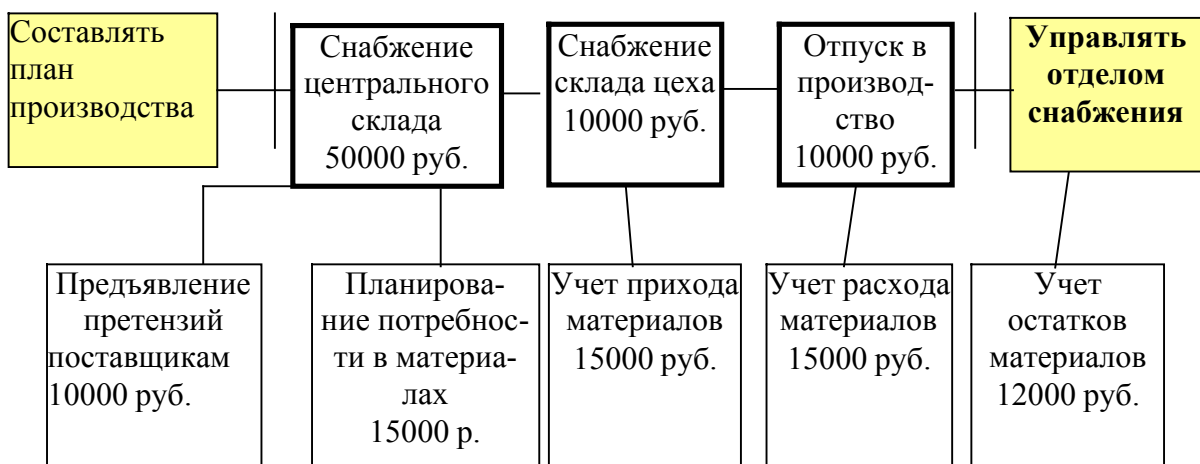 Составлять
план
производства
Снабжение
центрального
склада
50000 руб.
Снабжение
склада цеха
10000 руб.
Отпуск в
производ-
ство
10000 руб.
Управлять
отделом
снабжения
Предъявление
претензий
поставщикам
10000 руб.
Планирова-
ние потребнос-
ти в материа-
лах
15000 р.
Учет прихода
материалов
15000 руб.
Учет расхода
материалов
15000 руб.
Учет
остатков
материалов
12000 руб.